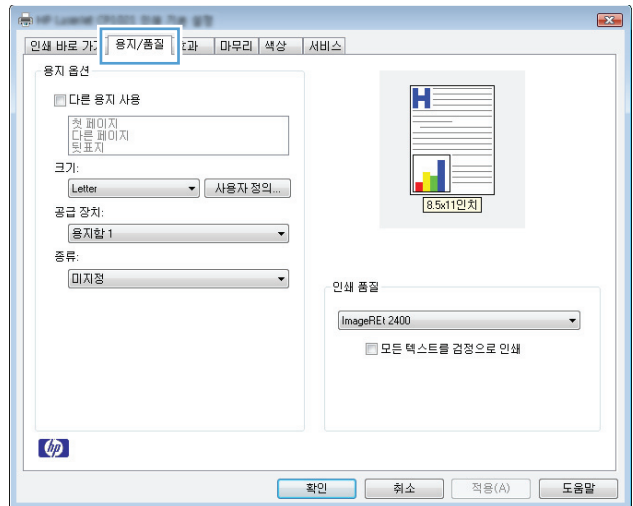 인쇄 바로 가
용지/품질
과
마무리
색상
서비스
용지 옵션
다른 용지 사용
첫 페이지
다른 페이지
뒷표지
크기:
Letter
사용자 정의...
공급 장치:
용지함 1
종류:
미지정
H
8.5x11인치
인쇄 품질
ImageREt 2400
모든 텍스트를 검정으로 인쇄
hp
확인
취소
적용(A)
도움말